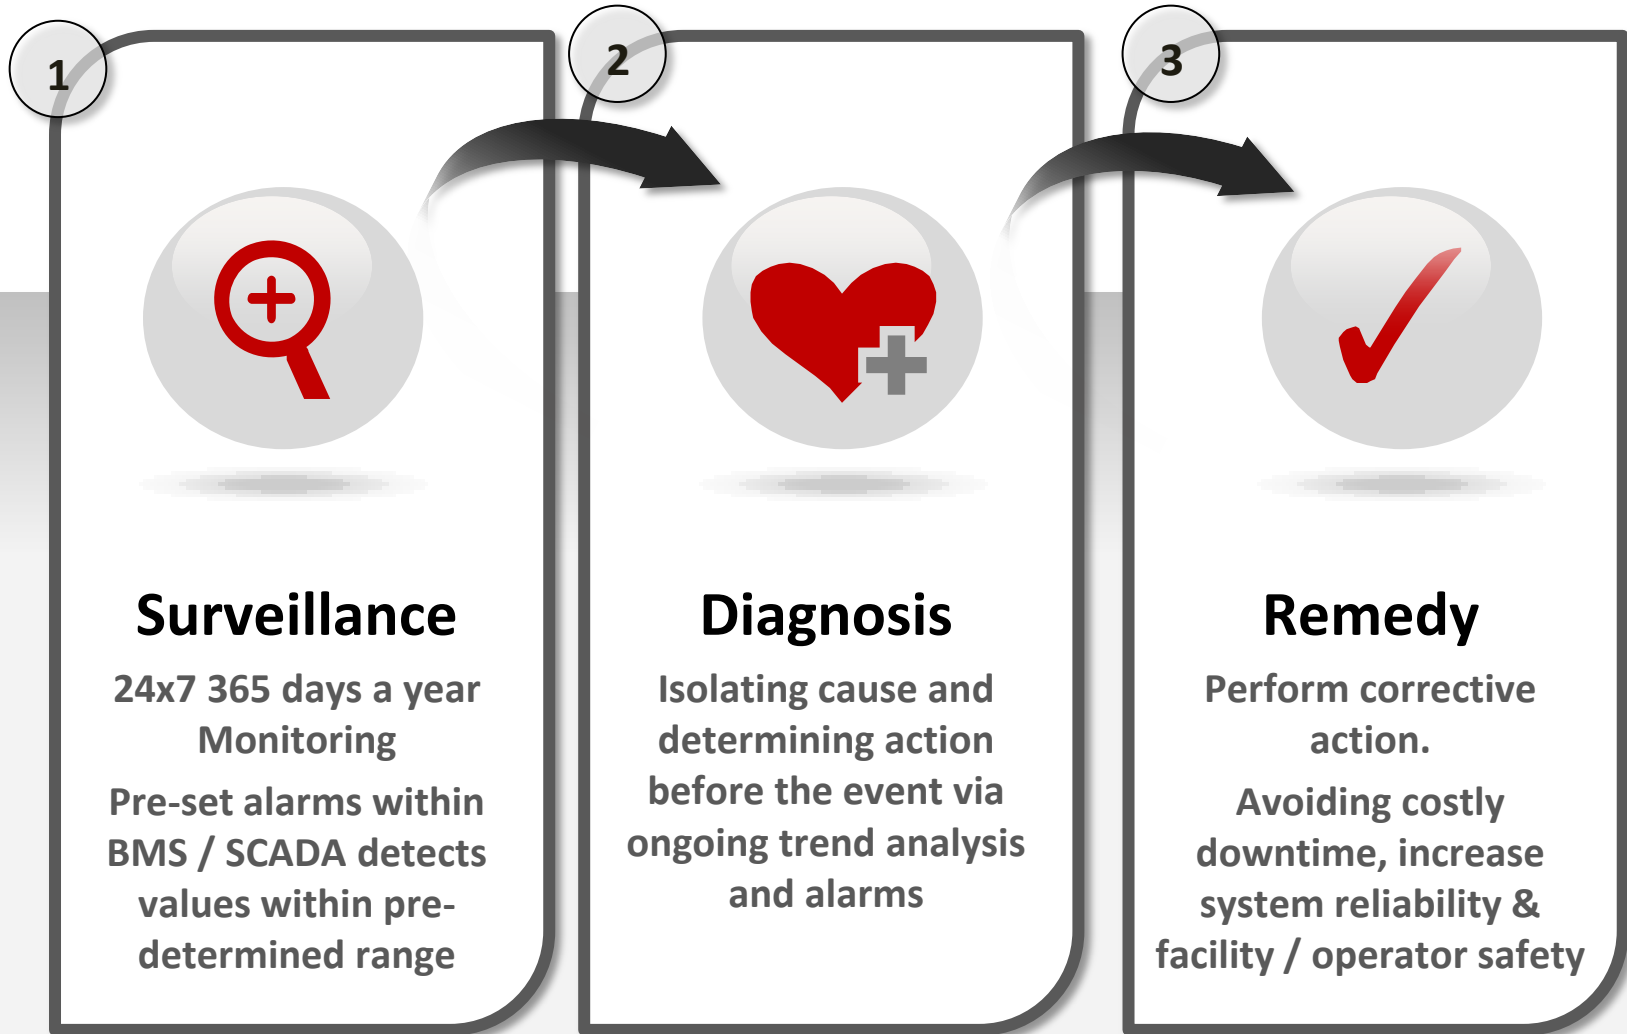 1
Surveillance
24x7 365 days a year
Monitoring
Pre-set alarms within
BMS / SCADA detects
values within pre-
determined range
2
Diagnosis
Isolating cause and
determining action
before the event via
ongoing trend analysis
and alarms
3
Remedy
Perform corrective
action.
Avoiding costly
downtime, increase
system reliability &
facility / operator safety